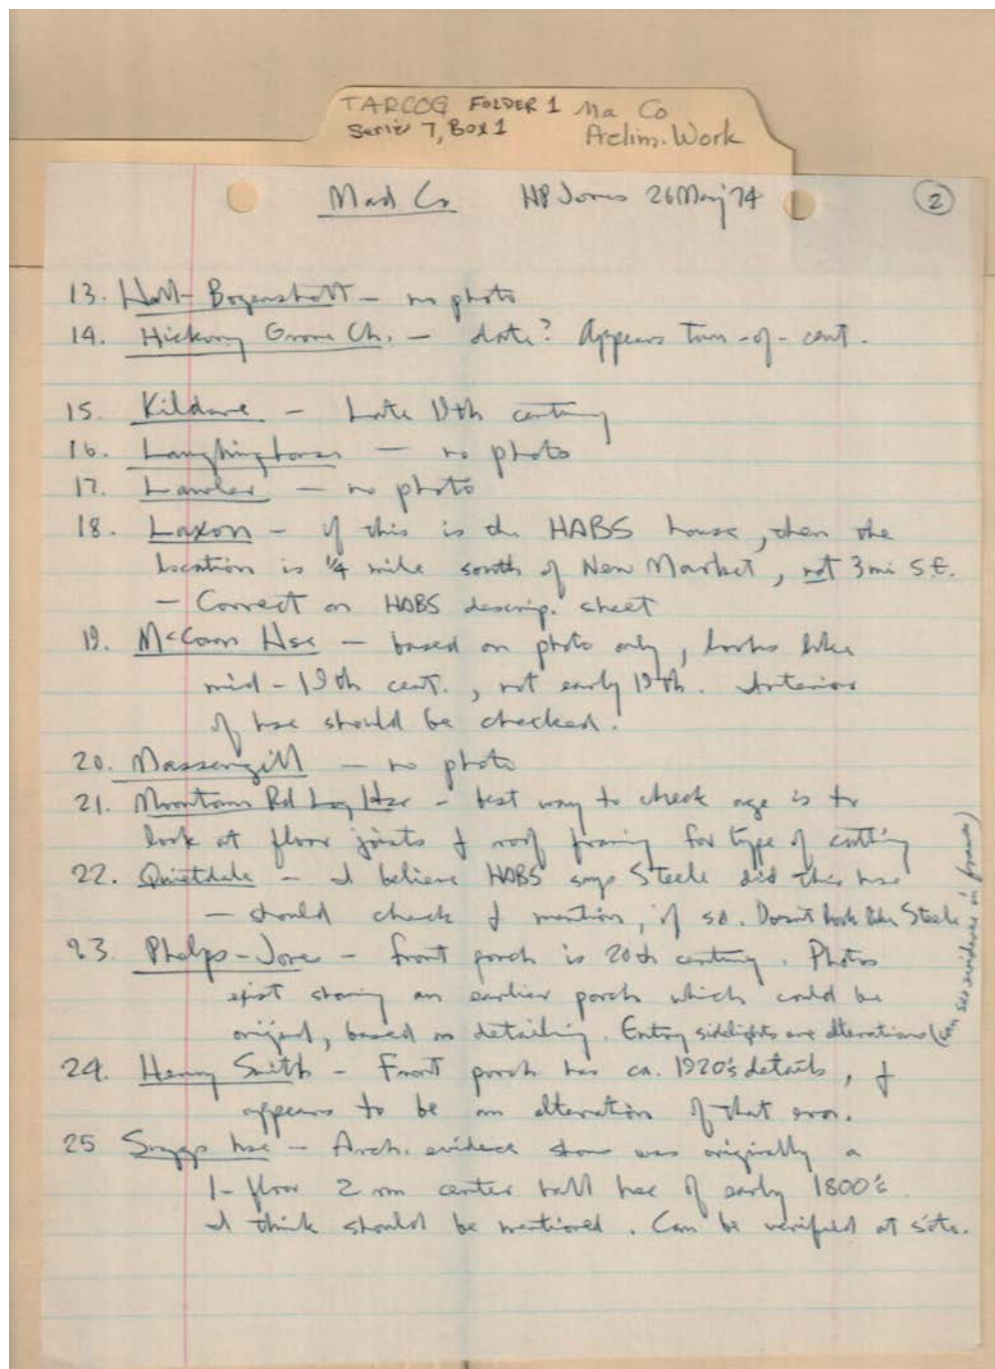 TARCOG FOLDER 1 Ma Co
Series 7, Box 1 Prelim. Work
Mad Co HP Jones 26 May '74 2
13. Hall-Bogenshott – no photo
14. Hickory Grove Ch. – date? Appears Turn-of-cent.
15. Kildare – Late 19th century
16. – no photo
17. Lawler – no photo
18. Laxon – if this is the HABS house, then the
location is 1/4 mile south of New Market, not 3 mi S.E.
– Correct on HABS descrip. sheet
19. McCown Hse – based on photo only, looks like
mid-19th cent., not early 19th. Interior
of hse should be checked.
20. Massengill – no photo
21. Mountain Rd Log Hse – best way to check age is to
look at floor joists & roof framing for type of cutting
22. Quietdale – I believe HABS says Steele did this hse
– should check & mention, if so. Doesn't look like Steele
23. Phelps-Jones – front porch is 20th century. Photos
exist showing an earlier porch which could be
original, based on detailing. Entry sidelights are alterations (can see evidence in frame)
24. Henry Smith – Front porch has ca. 1920's details, &
appears to be an alteration of that era.
25 Suggs hse – Arch. evidence shows was originally a
1-floor 2 rm center hall hse of early 1800's
I think should be mentioned. Can be verified at site.